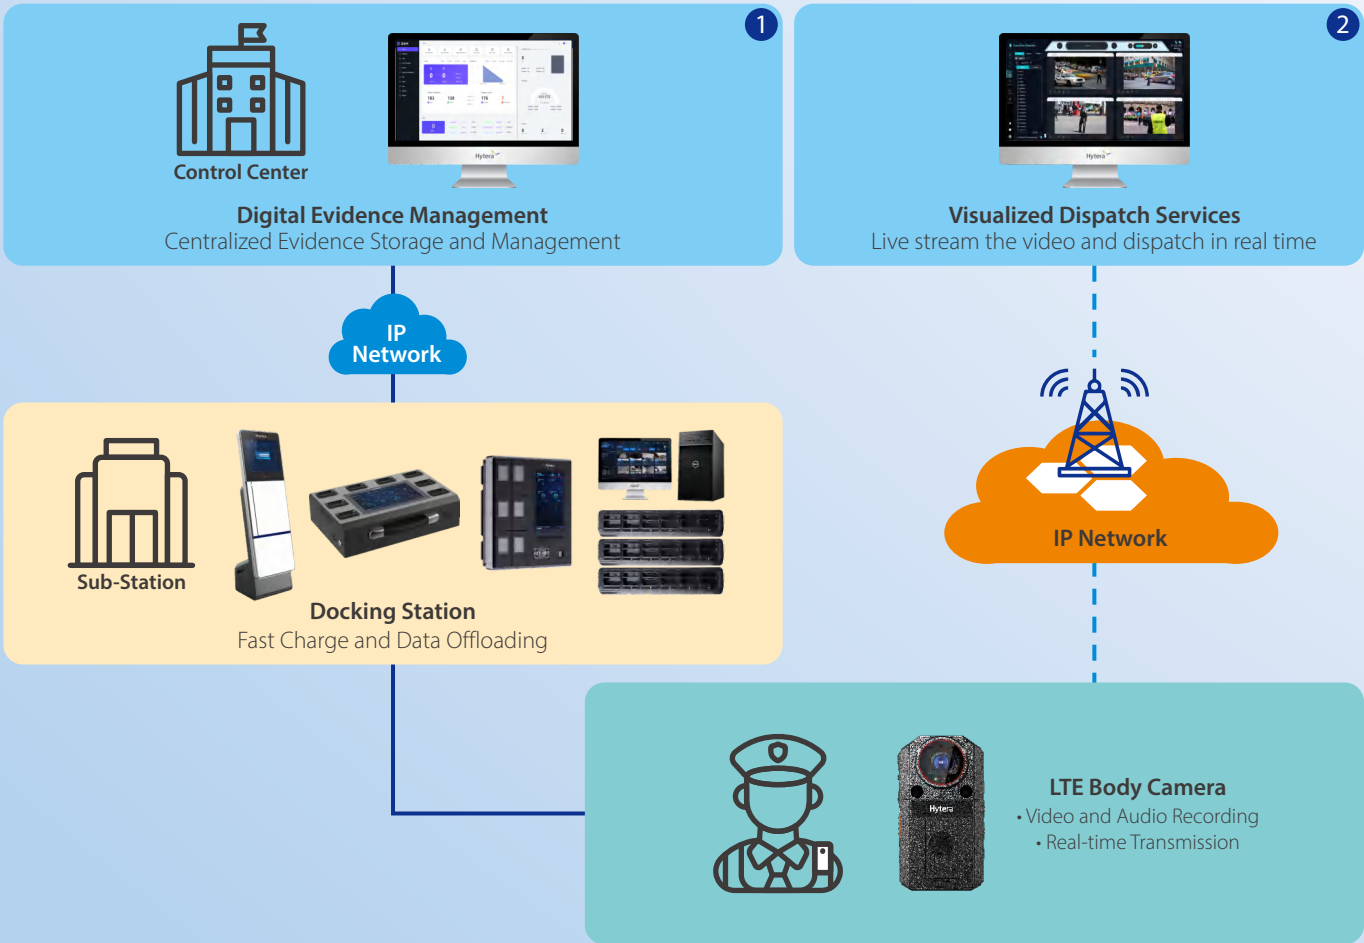 1
Control Center
Hytera
Digital Evidence Management
Centralized Evidence Storage and Management
2
Hytera
Visualized Dispatch Services
Live stream the video and dispatch in real time
IP
Network
IP Network
Sub-Station
Docking Station
Fast Charge and Data Offloading
Hytera
LTE Body Camera
• Video and Audio Recording
• Real-time Transmission